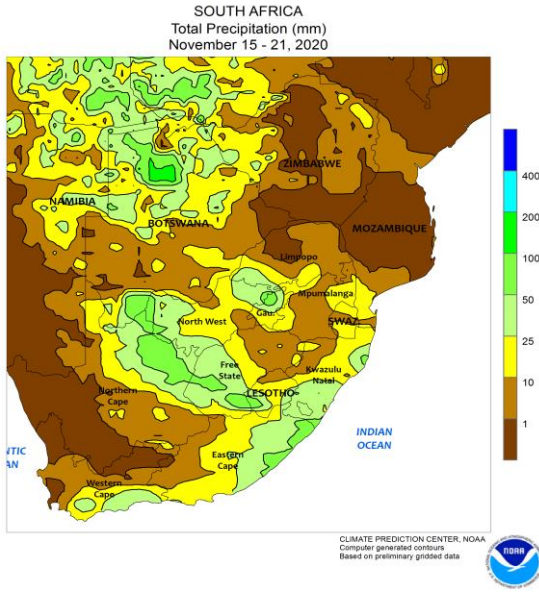 SOUTH AFRICA
Total Precipitation (mm)
November 15 - 21, 2020
ZIMBABWE
NAMIBIA
BOTSWANA
MOZAMBIQUE
Limpopo
Mpumalanga
Gau.
North West
SWAZ.
Free
State
Kwazulu
Natal
LESOTHO
Northern
Cape
Eastern
Cape
Western
Cape
NTIC
AN
INDIAN
OCEAN
400
200
100
50
25
10
1
CLIMATE PREDICTION CENTER, NOAA
Computer generated contours
Based on preliminary gridded data
NOAA